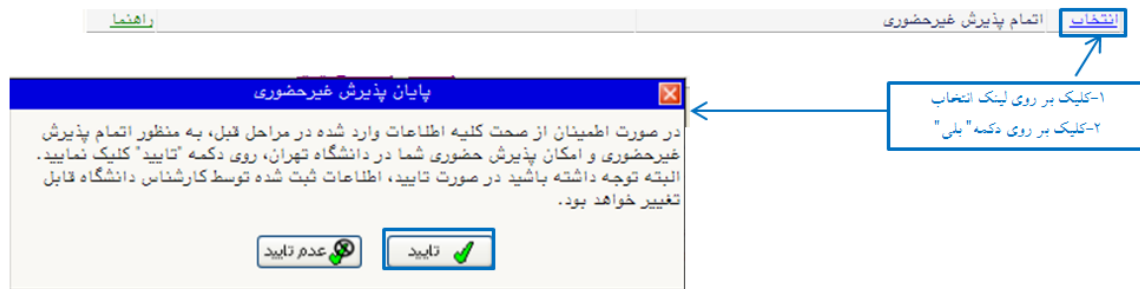 انتخاب اتمام پذیرش غیرحضوری راهنما
۱-کلیک بر روی لینک انتخاب
۲-کلیک بر روی دکمه" بلی"
پایان پذیرش غیرحضوری
در صورت اطمینان از صحت کلیه اطلاعات وارد شده در مراحل قبل، به منظور اتمام پذیرش
غیرحضوری و امکان پذیرش حضوری شما در دانشگاه تهران، روی دکمه "تایید" کلیک نمایید.
البته توجه داشته باشید در صورت تایید، اطلاعات ثبت شده توسط کارشناس دانشگاه قابل
تغییر خواهد بود.
تایید عدم تایید